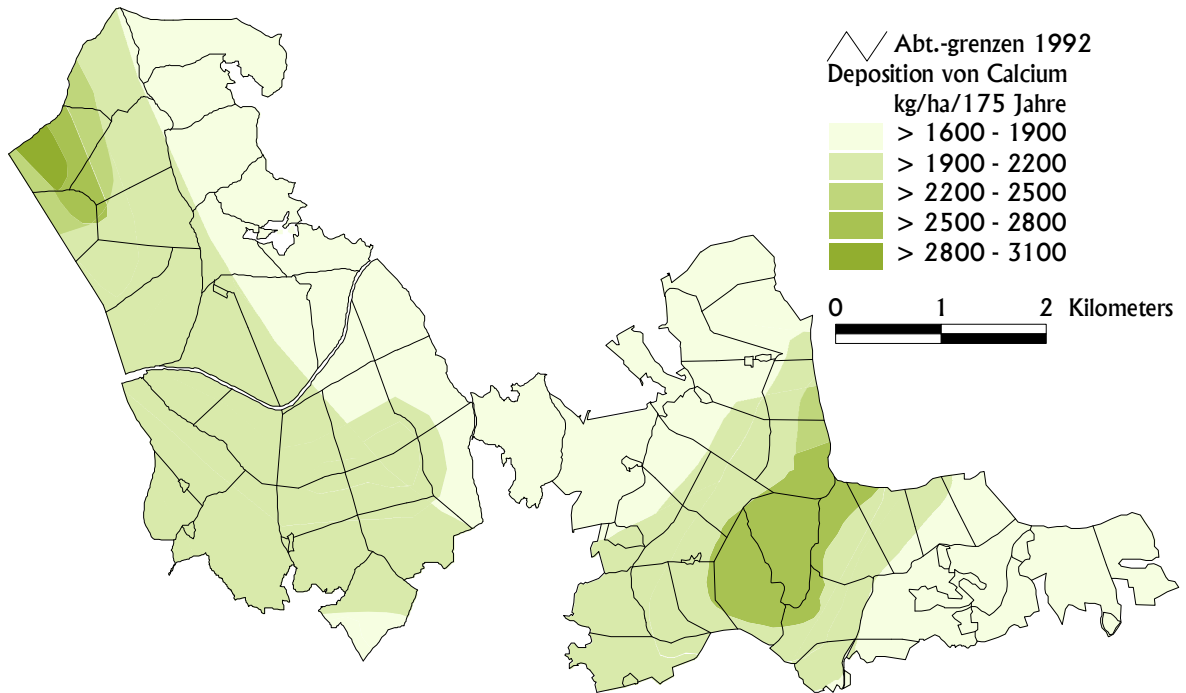 Abt.-grenzen 1992
Deposition von Calcium
kg/ha/175 Jahre
> 1600 - 1900
> 1900 - 2200
> 2200 - 2500
> 2500 - 2800
> 2800 - 3100
0 1 2 Kilometers